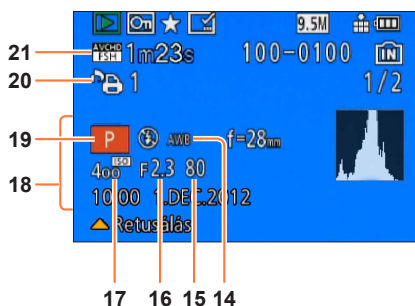 9.5M
21 AVCHD FSH 1m23s 100-0100 IN
20 1 1/2
19 P AWB f=28mm
18
400 ISO F2.3 80
10:00 1.DEC.2012
Retusálás
17 16 15 14